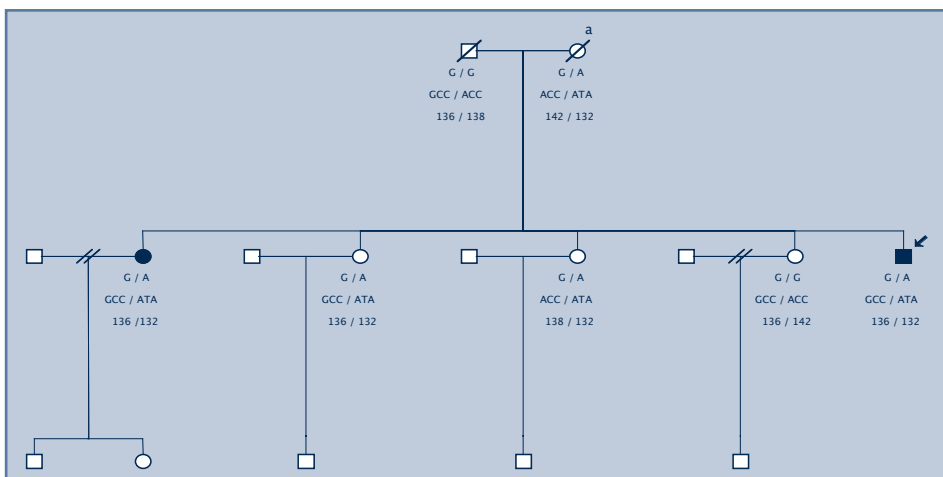 a
G / G
GCC / ACC
136 / 138
G / A
ACC / ATA
142 / 132
G / A
GCC / ATA
136 /132
G / A
GCC / ATA
136 / 132
G / A
ACC / ATA
138 / 132
G / G
GCC / ACC
136 / 142
G / A
GCC / ATA
136 / 132